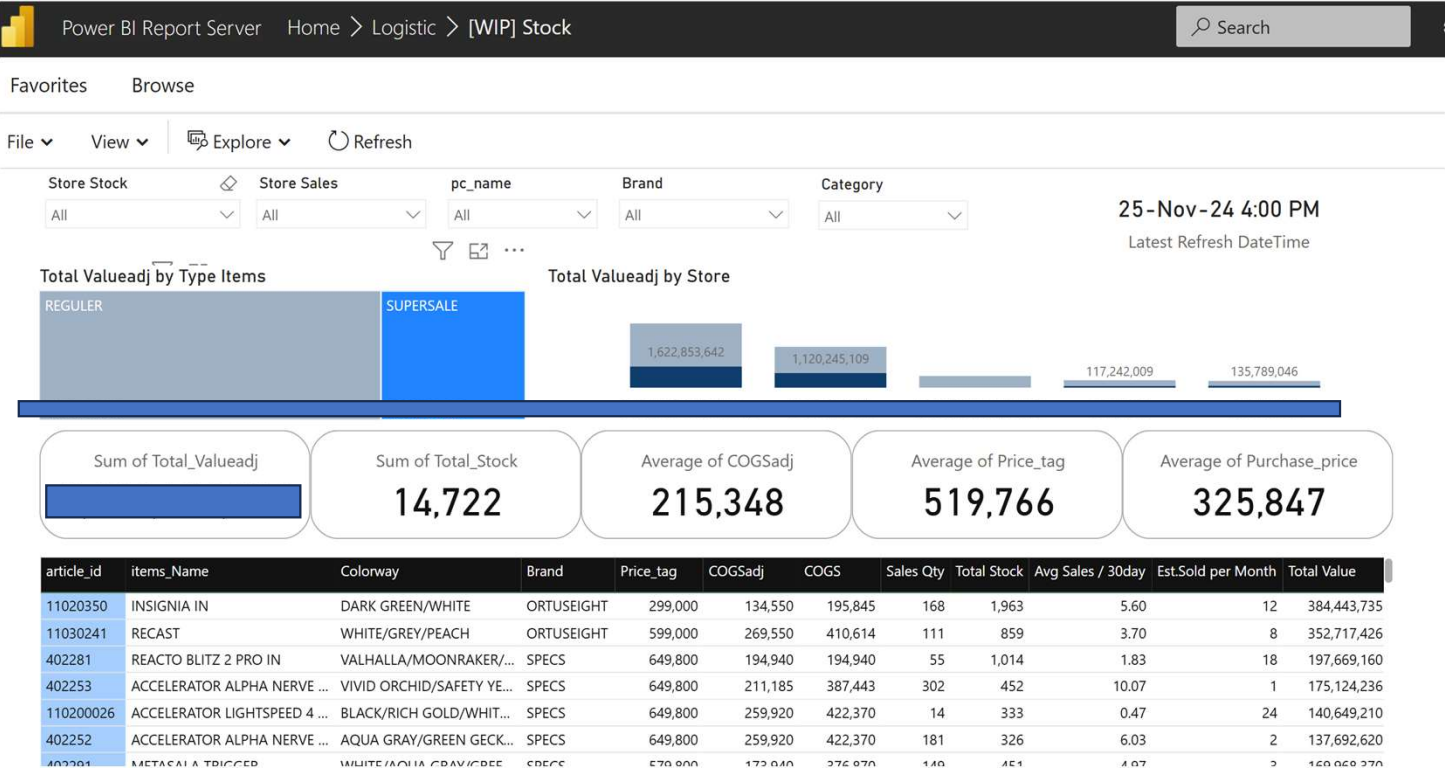 Power BI Report Server Home > Logistic > [WIP] Stock Search
Favorites Browse
File View Explore Refresh
Store Stock Store Sales pc_name Brand Category
All All All All All
25-Nov-24 4:00 PM
Latest Refresh DateTime
Total Valueadj by Type Items Total Valueadj by Store
REGULER SUPERSALE
1,622,853,642 1,120,245,109 117,242,009 135,789,046
Sum of Total_Valueadj Sum of Total_Stock Average of COGSadj Average of Price_tag Average of Purchase_price
14,722 215,348 519,766 325,847
article_id items_Name Colorway Brand Price_tag COGSadj COGS Sales Qty Total Stock Avg Sales / 30day Est.Sold per Month Total Value
11020350 INSIGNIA IN DARK GREEN/WHITE ORTUSEIGHT 299,000 134,550 195,845 168 1,963 5.60 12 384,443,735
11030241 RECAST WHITE/GREY/PEACH ORTUSEIGHT 599,000 269,550 410,614 111 859 3.70 8 352,717,426
402281 REACTO BLITZ 2 PRO IN VALHALLA/MOONRAKER/... SPECS 649,800 194,940 194,940 55 1,014 1.83 18 197,669,160
402253 ACCELERATOR ALPHA NERVE ... VIVID ORCHID/SAFETY YE... SPECS 649,800 211,185 387,443 302 452 10.07 1 175,124,236
110200026 ACCELERATOR LIGHTSPEED 4 ... BLACK/RICH GOLD/WHIT... SPECS 649,800 259,920 422,370 14 333 0.47 24 140,649,210
402252 ACCELERATOR ALPHA NERVE ... AQUA GRAY/GREEN GECK... SPECS 649,800 259,920 422,370 181 326 6.03 2 137,692,620